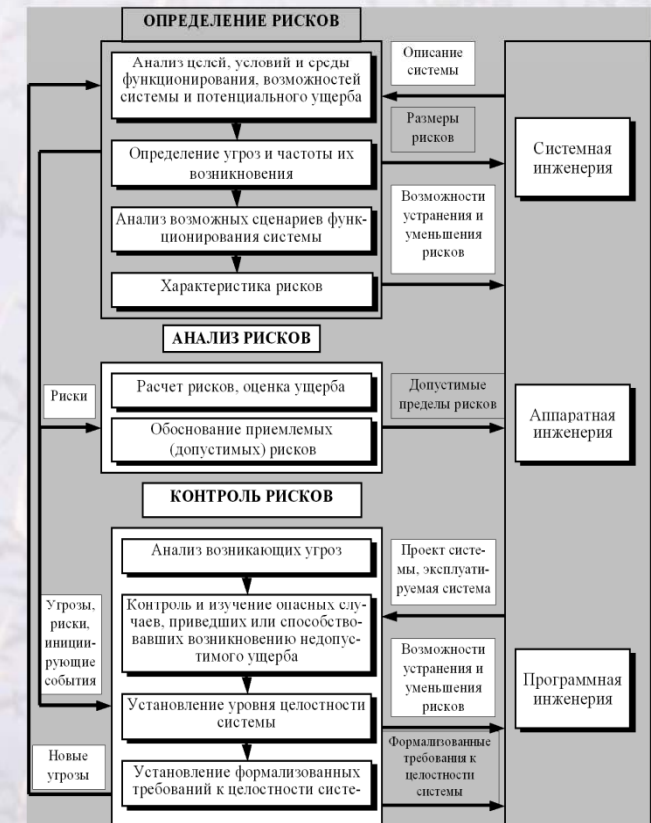 ОПРЕДЕЛЕНИЕ РИСКОВ
Анализ целей, условий и среды
функционирования, возможностей
системы и потенциального ущерба
Определение угроз и частоты их
возникновения
Анализ возможных сценариев функ-
ционирования системы
Характеристика рисков
Описание
системы
Размеры
рисков
Возможности
устранения и
уменьшения
рисков
Системная
инженерия
АНАЛИЗ РИСКОВ
Риски
Расчет рисков, оценка ущерба
Обоснование приемлемых
(допустимых) рисков
Допустимые
пределы рисков
Аппаратная
инженерия
КОНТРОЛЬ РИСКОВ
Анализ возникающих угроз
Контроль и изучение опасных слу-
чаев, приведших или способство-
вавших возникновению недопус-
тимого ущерба
Установление уровня целостности
системы
Установление формализованных
требований к целостности систе-
Угрозы,
риски,
иниции-
рующие
события
Новые
угрозы
Проект систе-
мы, эксплуати-
руемая система
Возможности
устранения и
уменьшения
рисков
Формализованные
требования к
целостности
системы
Программная
инженерия